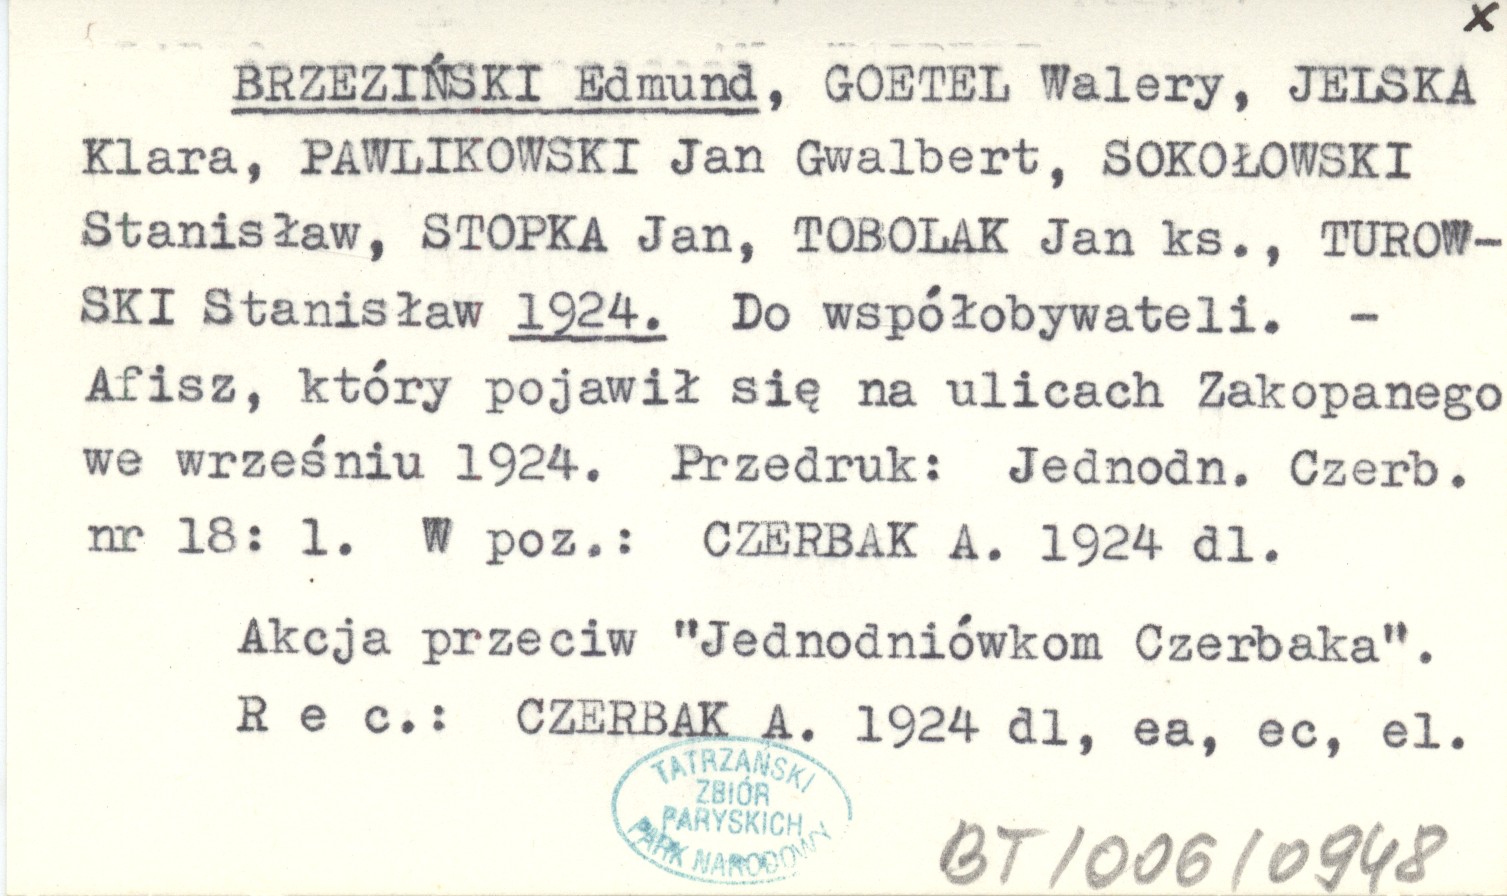 x
BRZEZIŃSKI Edmund, GOETEL Walery, JELSKA
Klara, PAWLIKOWSKI Jan Gwalbert, SOKOŁOWSKI
Stanisław, STOPKA Jan, TOBOLAK Jan ks., TUROW-
SKI Stanisław 1924. Do współobywateli. -
Afisz, który pojawił się na ulicach Zakopanego
we wrześniu 1924. Przedruk: Jednodn. Czerb.
nr 18: 1. W poz.: CZERBAK A. 1924 dl.
Akcja przeciw "Jednodniówkom Czerbaka".
R e c.: CZERBAK A. 1924 dl, ea, ec, el.
TATRZAŃSKI
ZBIÓR
PARYSKICH
PARK NARODOWY
BT/006/0948